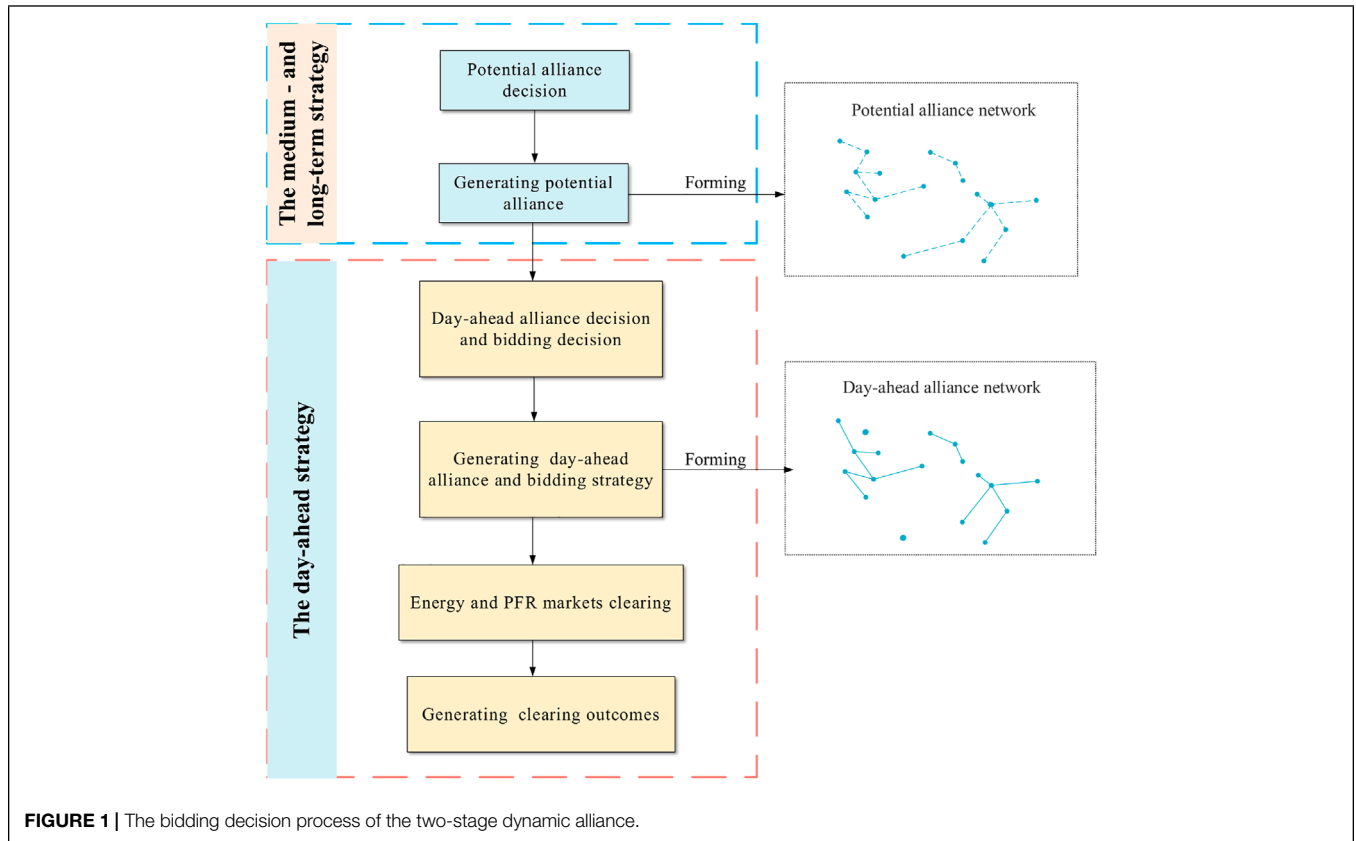 The medium - and
long-term strategy
Potential alliance
decision
Generating potential
alliance
Forming
Potential alliance network
The day-ahead strategy
Day-ahead alliance decision
and bidding decision
Generating day-ahead
alliance and bidding strategy
Forming
Day-ahead alliance network
Energy and PFR markets clearing
Generating clearing outcomes
FIGURE 1 | The bidding decision process of the two-stage dynamic alliance.